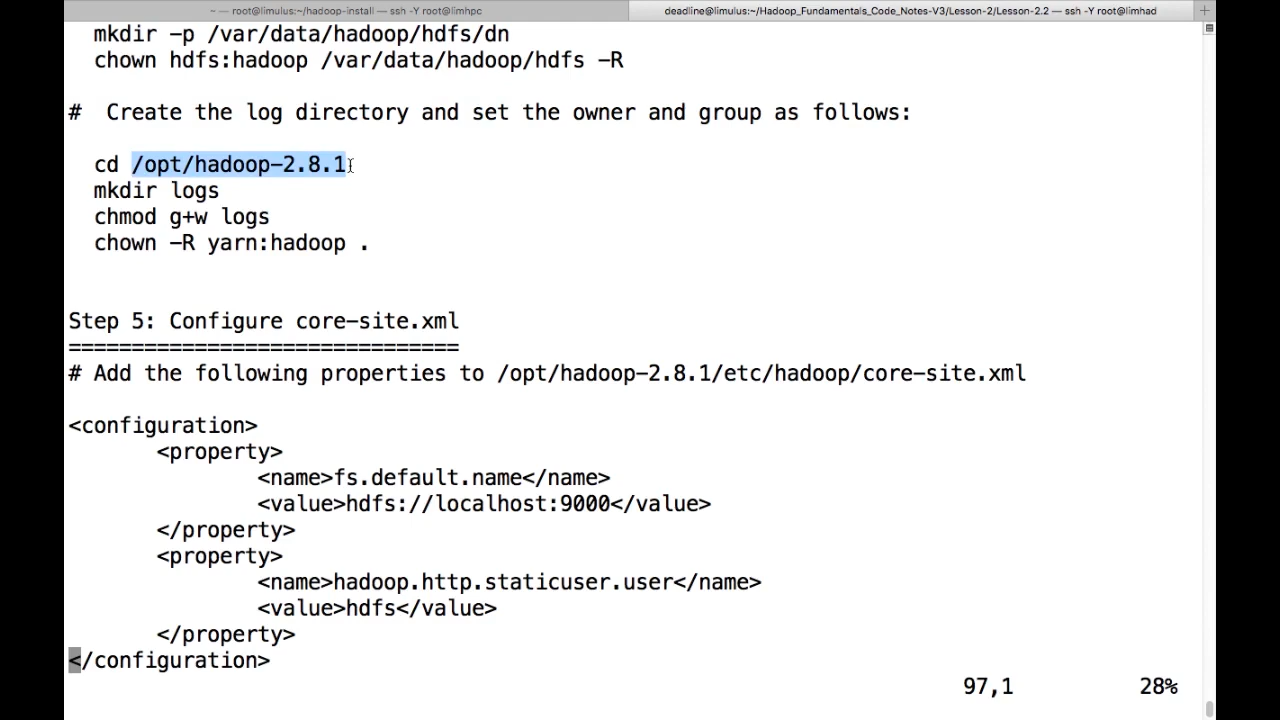 ~ — root@limulus:~/hadoop-install — ssh -Y root@limhpc
deadline@limulus:~/Hadoop_Fundamentals_Code_Notes-V3/Lesson-2/Lesson-2.2 — ssh -Y root@limhad
+
mkdir -p /var/data/hadoop/hdfs/dn
chown hdfs:hadoop /var/data/hadoop/hdfs -R
#  Create the log directory and set the owner and group as follows:
cd /opt/hadoop-2.8.1
mkdir logs
chmod g+w logs
chown -R yarn:hadoop .
Step 5: Configure core-site.xml
===============================
# Add the following properties to /opt/hadoop-2.8.1/etc/hadoop/core-site.xml
<configuration>
<property>
<name>fs.default.name</name>
<value>hdfs://localhost:9000</value>
</property>
<property>
<name>hadoop.http.staticuser.user</name>
<value>hdfs</value>
</property>
</configuration>
97,1 28%